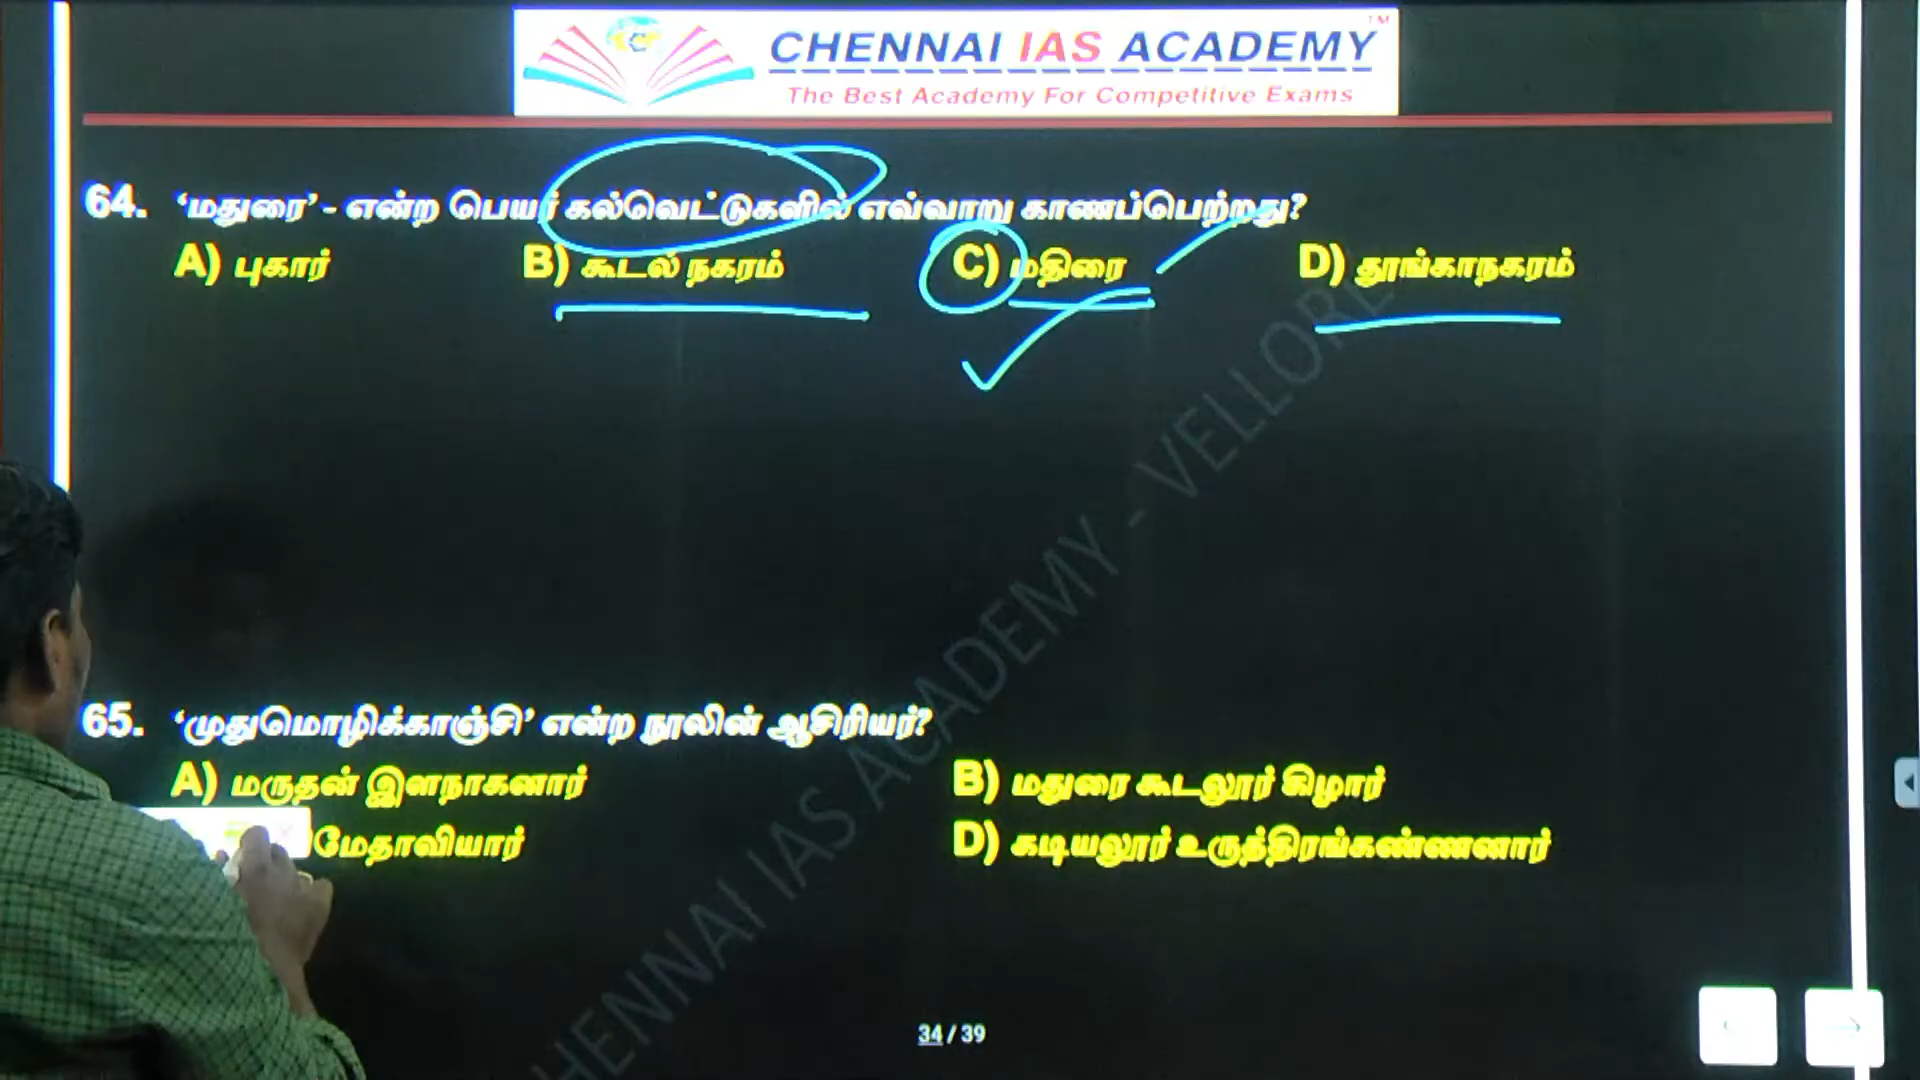 CHENNAI IAS ACADEMY TM
The Best Academy For Competitive Exams
64. ‘மதுரை’ - என்ற பெயர் கல்வெட்டுகளில் எவ்வாறு காணப்பெற்றது?
A) புகார் B) கூடல் நகரம் C) மதிரை D) தூங்காநகரம்
65. ‘முதுமொழிக்காஞ்சி’ என்ற நூலின் ஆசிரியர்?
A) மருதன் இளநாகனார் B) மதுரை கூடலூர் கிழார்
மேதாவியார் D) கடியலூர் உருத்திரங்கண்ணனார்
CHENNAI IAS ACADEMY - VELLORE
34 / 39